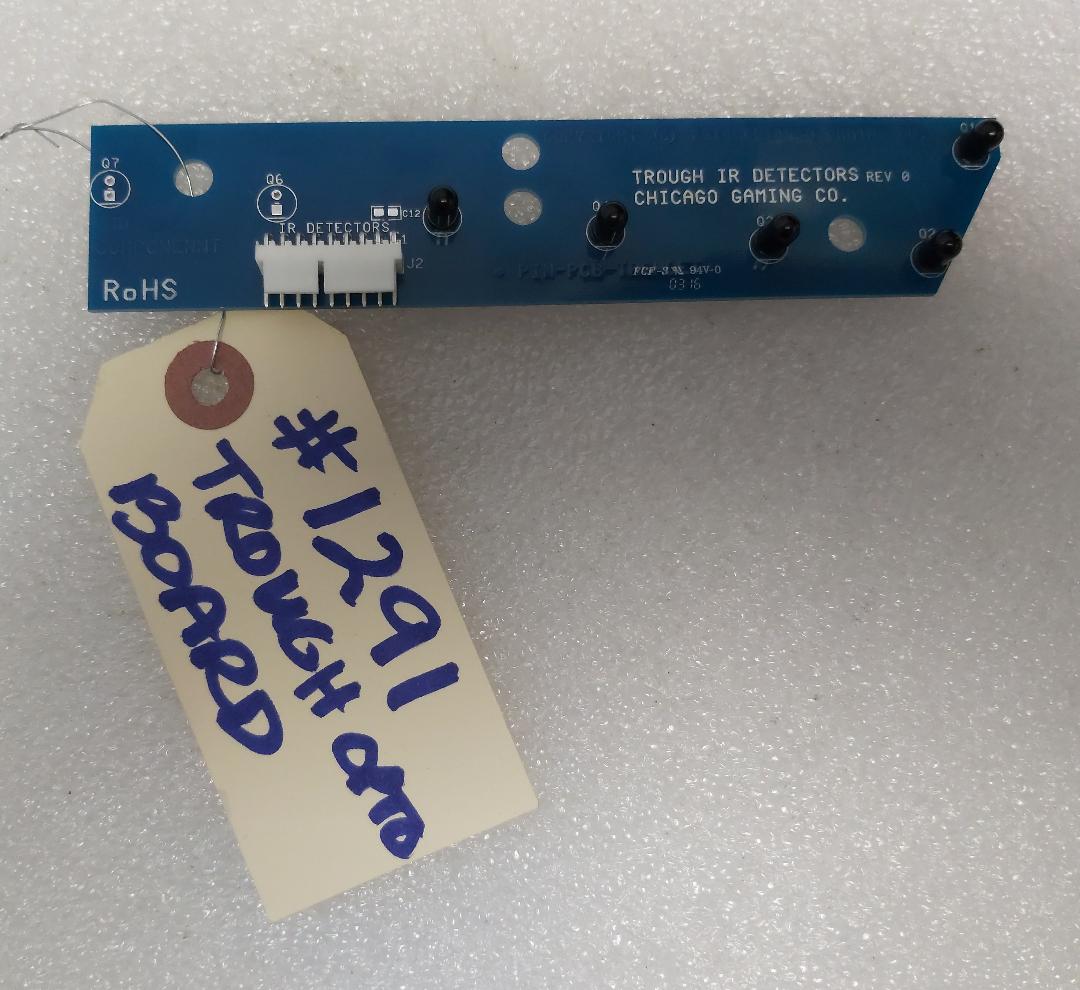 Q7
Q6
C12
IR DETECTORS
J2
RoHS
TROUGH IR DETECTORS REV 0
CHICAGO GAMING CO.
94V-0
0316
Q2
#1291
TROUGH OPTO
BOARD